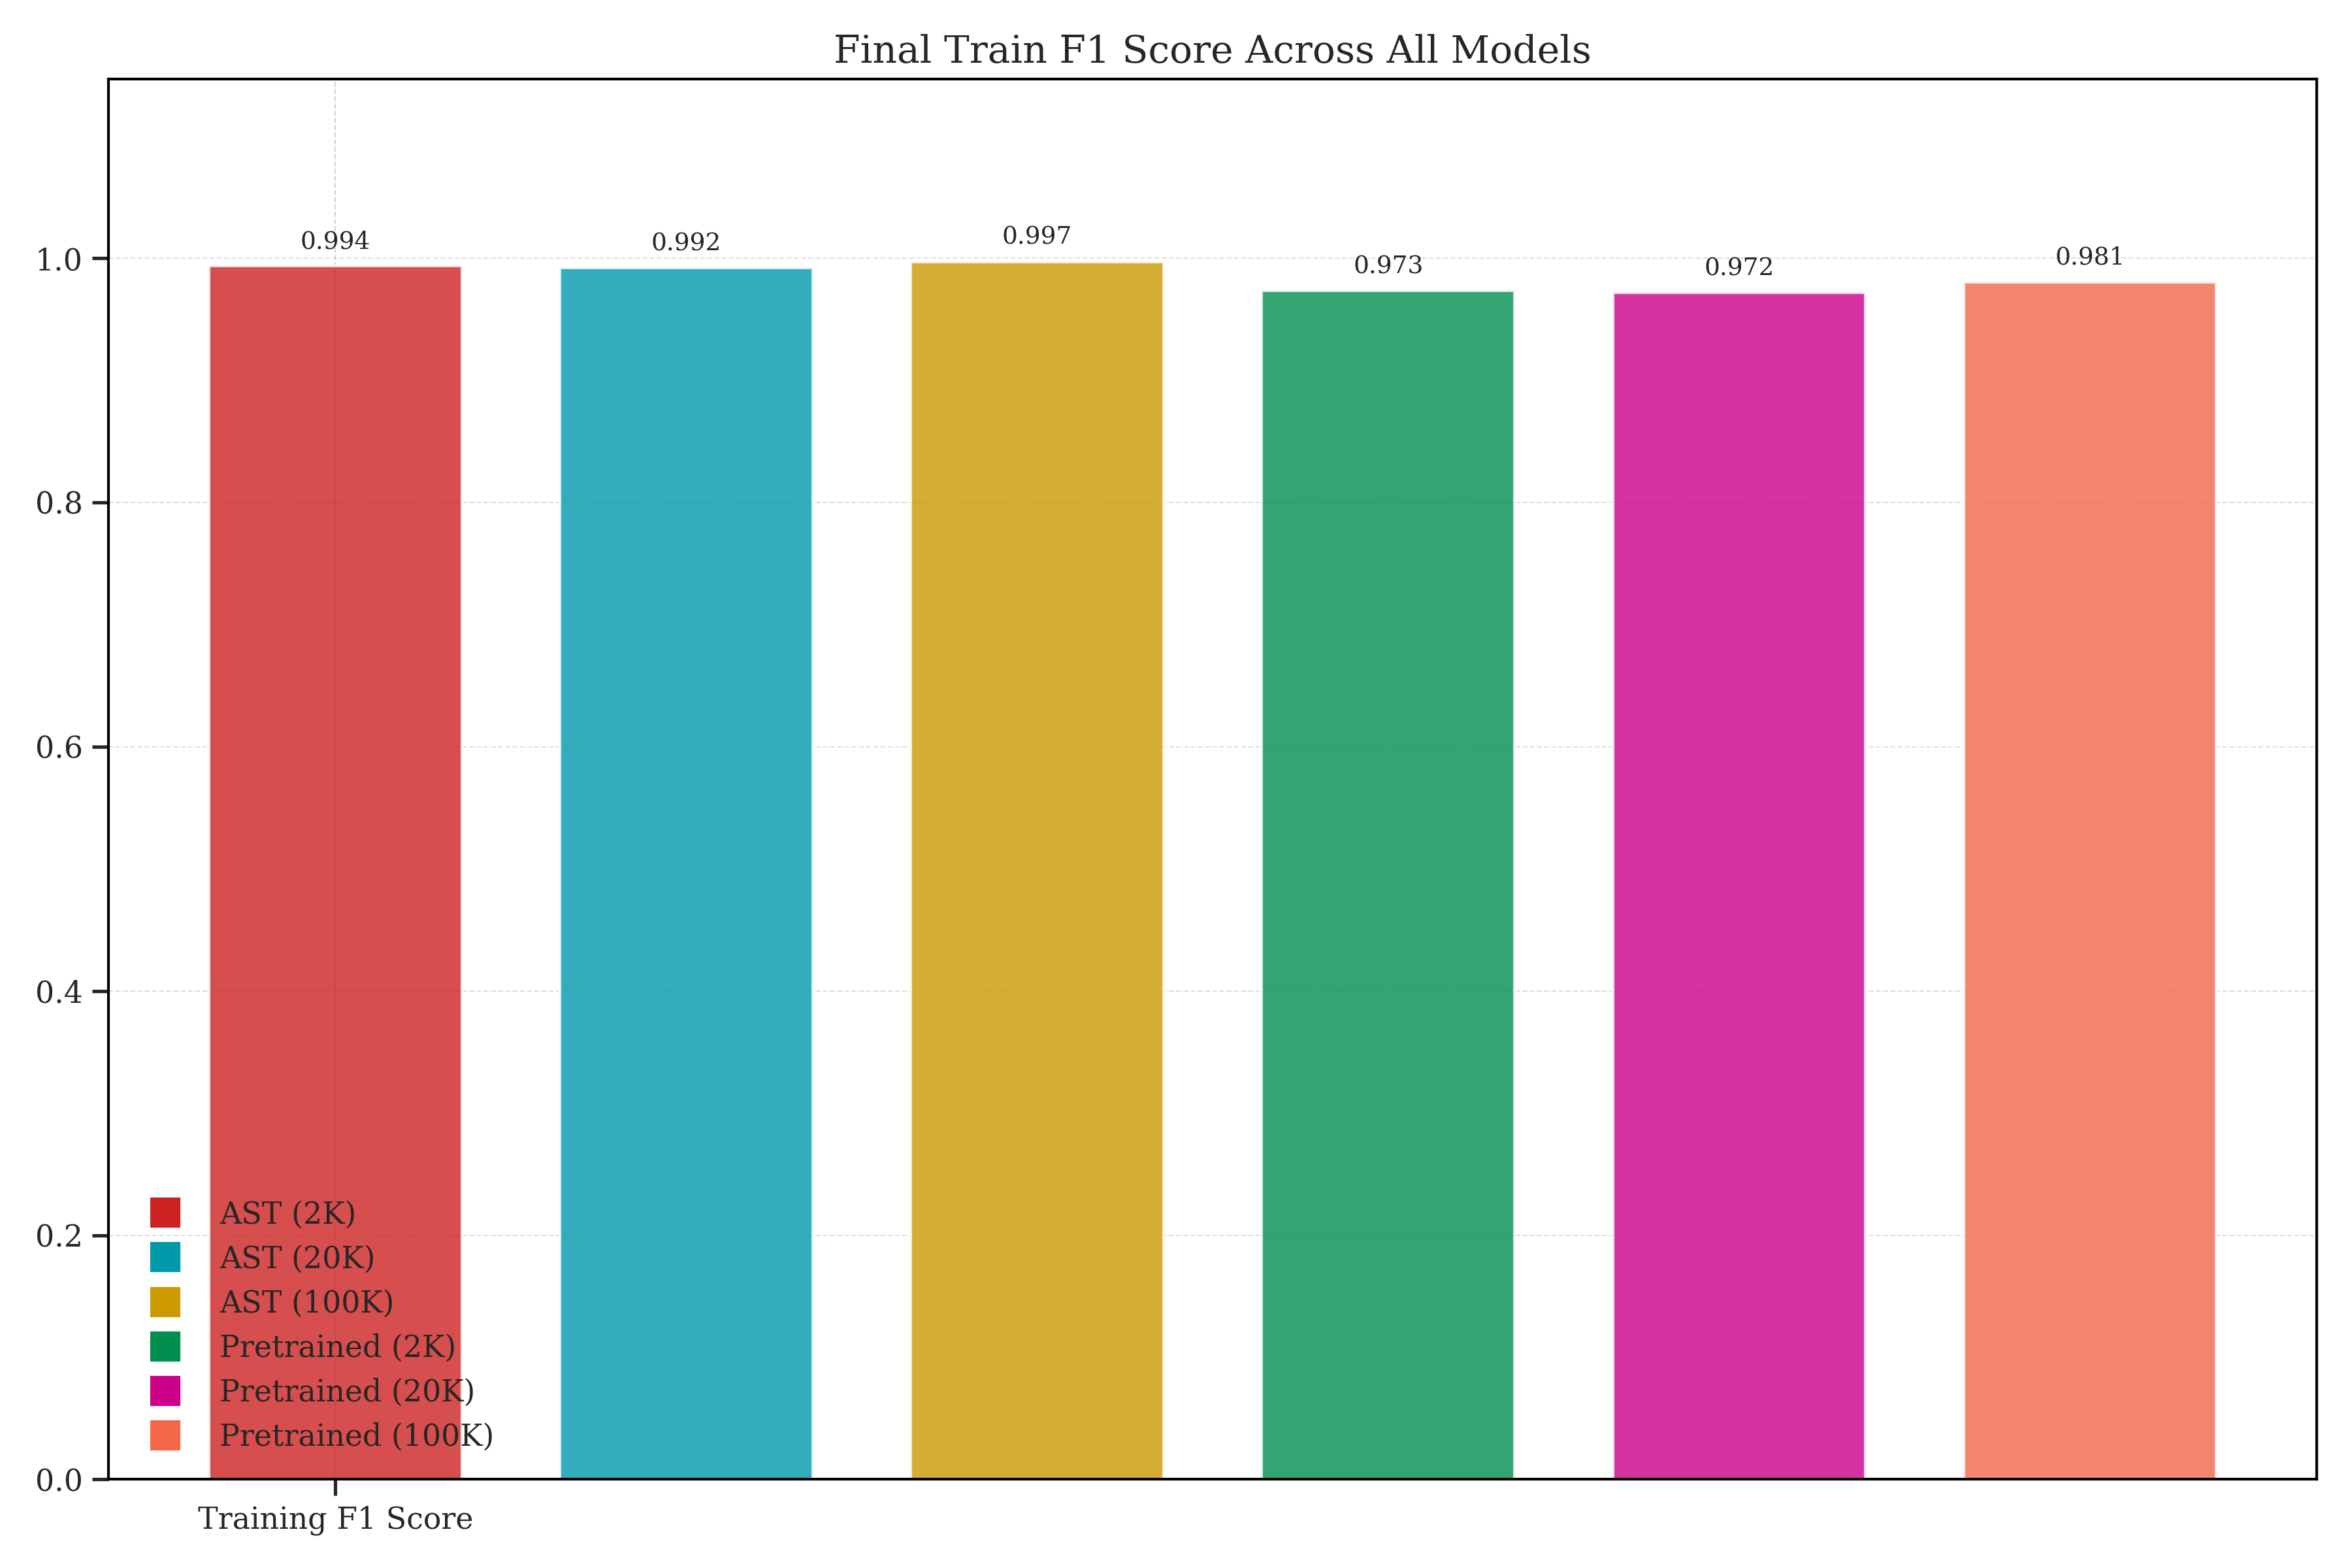 Final Train F1 Score Across All Models
0.994
0.992
0.997
0.973
0.972
0.981
1.0
0.8
0.6
0.4
0.2
0.0
AST (2K)
AST (20K)
AST (100K)
Pretrained (2K)
Pretrained (20K)
Pretrained (100K)
Training F1 Score